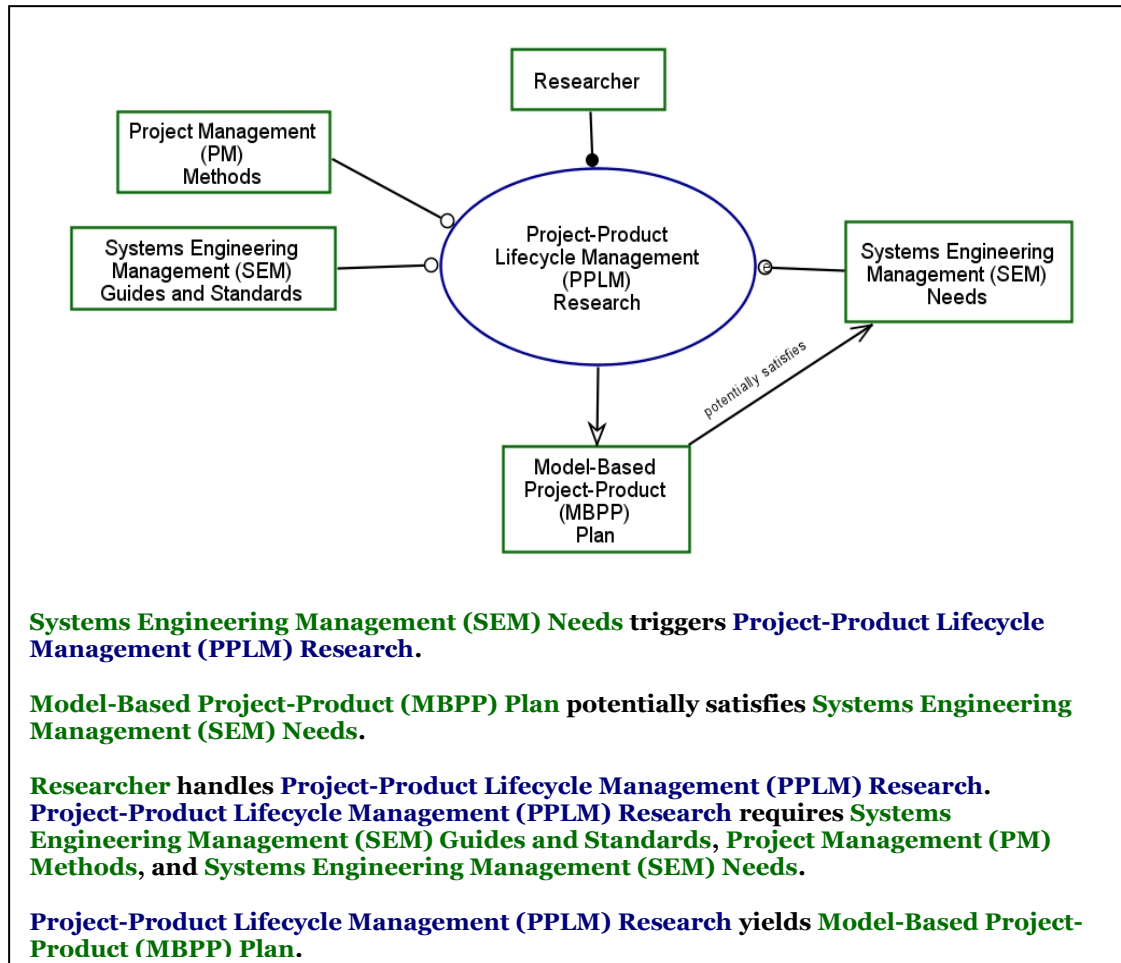 Researcher
Project Management
(PM)
Methods
Systems Engineering
Management (SEM)
Guides and Standards
Project-Product
Lifecycle Management
(PPLM)
Research
e
Systems Engineering
Management (SEM)
Needs
potentially satisfies
Model-Based
Project-Product
(MBPP)
Plan
Systems Engineering Management (SEM) Needs triggers Project-Product Lifecycle
Management (PPLM) Research.
Model-Based Project-Product (MBPP) Plan potentially satisfies Systems Engineering
Management (SEM) Needs.
Researcher handles Project-Product Lifecycle Management (PPLM) Research.
Project-Product Lifecycle Management (PPLM) Research requires Systems
Engineering Management (SEM) Guides and Standards, Project Management (PM)
Methods, and Systems Engineering Management (SEM) Needs.
Project-Product Lifecycle Management (PPLM) Research yields Model-Based Project-
Product (MBPP) Plan.